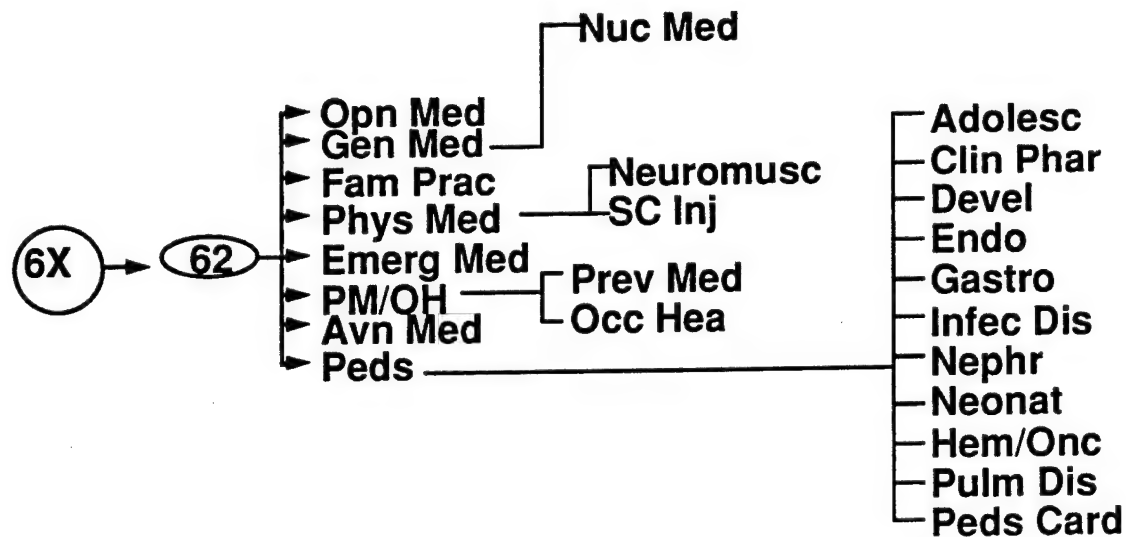 6X
62
Opn Med
Gen Med
Fam Prac
Phys Med
Emerg Med
PM/OH
Avn Med
Peds
Nuc Med
Neuromusc
SC Inj
Prev Med
Occ Hea
Adolesc
Clin Phar
Devel
Endo
Gastro
Infec Dis
Nephr
Neonat
Hem/Onc
Pulm Dis
Peds Card